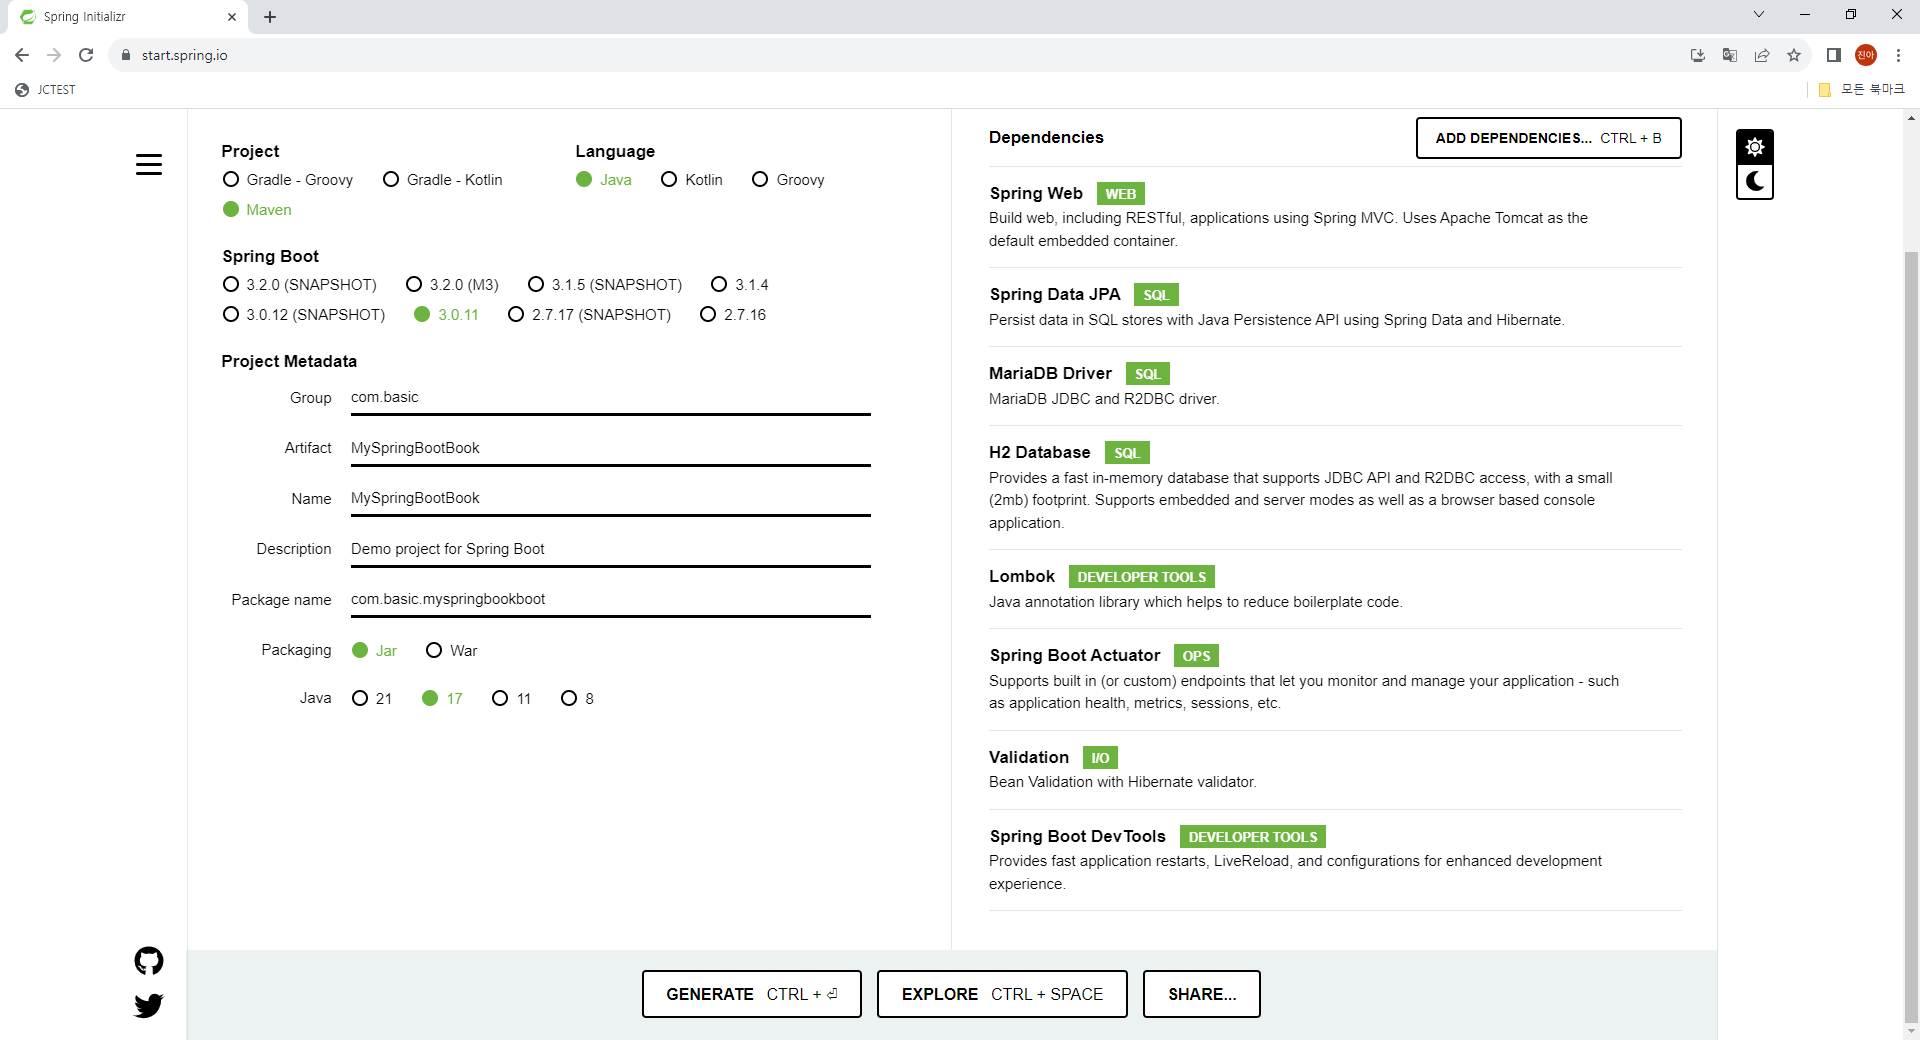 Spring Initializr
start.spring.io
진아
JCTEST
모든 북마크
Project
Gradle - Groovy
Gradle - Kotlin
Maven
Language
Java
Kotlin
Groovy
Spring Boot
3.2.0 (SNAPSHOT)
3.2.0 (M3)
3.1.5 (SNAPSHOT)
3.1.4
3.0.12 (SNAPSHOT)
3.0.11
2.7.17 (SNAPSHOT)
2.7.16
Project Metadata
Group com.basic
Artifact MySpringBootBook
Name MySpringBootBook
Description Demo project for Spring Boot
Package name com.basic.myspringbookboot
Packaging Jar War
Java 21 17 11 8
Dependencies
ADD DEPENDENCIES... CTRL + B
Spring Web WEB
Build web, including RESTful, applications using Spring MVC. Uses Apache Tomcat as the
default embedded container.
Spring Data JPA SQL
Persist data in SQL stores with Java Persistence API using Spring Data and Hibernate.
MariaDB Driver SQL
MariaDB JDBC and R2DBC driver.
H2 Database SQL
Provides a fast in-memory database that supports JDBC API and R2DBC access, with a small
(2mb) footprint. Supports embedded and server modes as well as a browser based console
application.
Lombok DEVELOPER TOOLS
Java annotation library which helps to reduce boilerplate code.
Spring Boot Actuator OPS
Supports built in (or custom) endpoints that let you monitor and manage your application - such
as application health, metrics, sessions, etc.
Validation I/O
Bean Validation with Hibernate validator.
Spring Boot DevTools DEVELOPER TOOLS
Provides fast application restarts, LiveReload, and configurations for enhanced development
experience.
GENERATE CTRL + ⏎
EXPLORE CTRL + SPACE
SHARE...